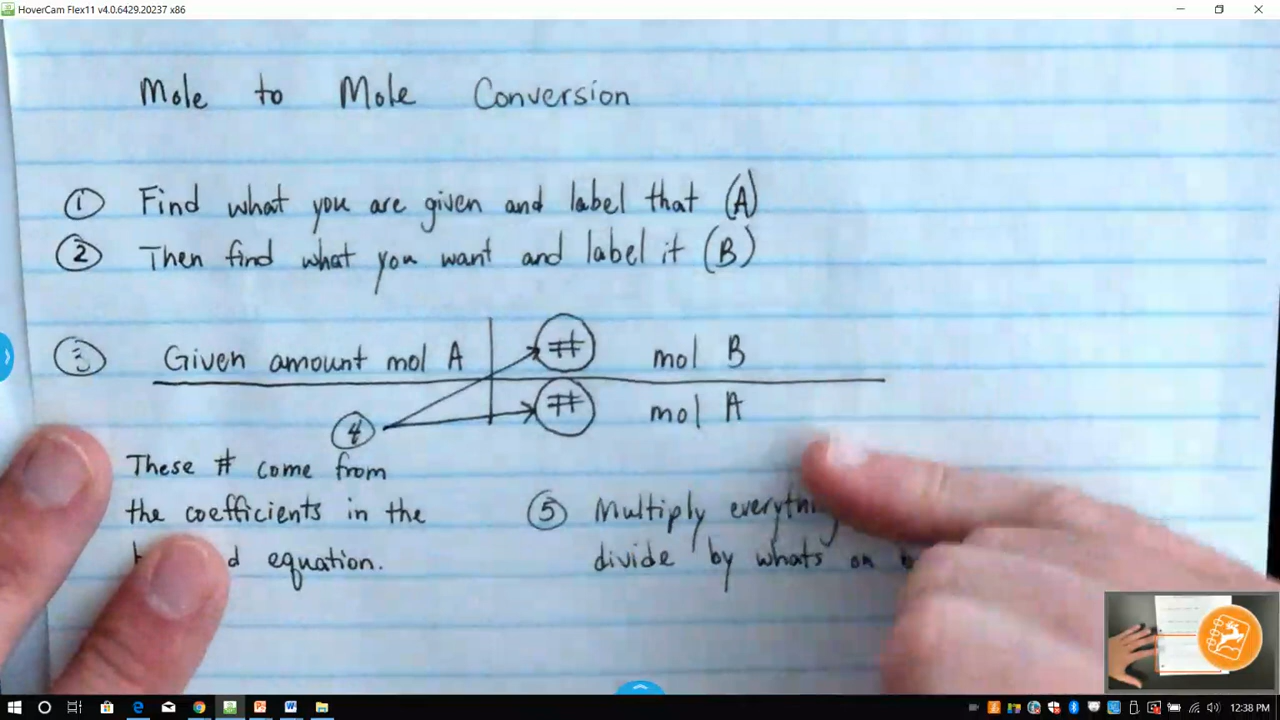 HoverCam Flex11 v4.0.6429.20237 x86
Mole to Mole Conversion
① Find what you are given and label that (A)
② Then find what you want and label it (B)
③ Given amount mol A # mol B
# mol A
④
These # come from
the coefficients in the
equation.
⑤ Multiply
divide by whats on
12:38 PM